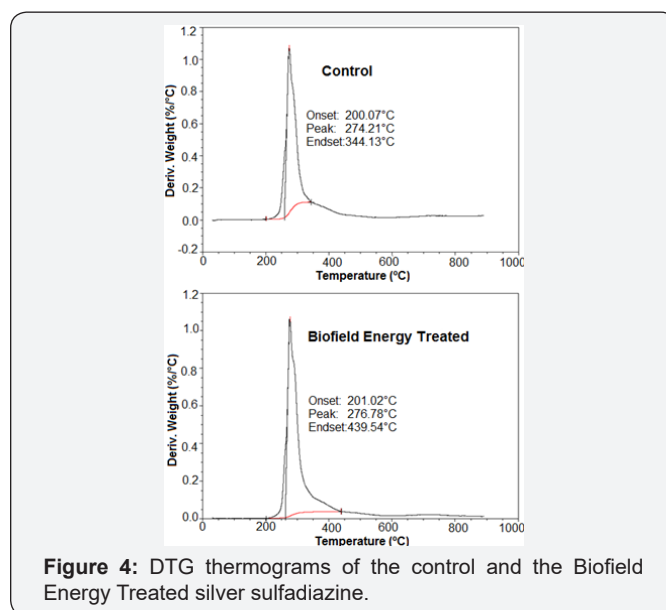 1.2
1.0
0.8
0.6
0.4
0.2
0.0
-0.2
Deriv. Weight (%/°C)
Control
Onset: 200.07°C
Peak: 274.21°C
Endset:344.13°C
0 200 400 600 800 1000
Temperature (°C)
1.2
1.0
0.8
0.6
0.4
0.2
0.0
Deriv. Weight (%/°C)
Biofield Energy Treated
Onset: 201.02°C
Peak: 276.78°C
Endset:439.54°C
0 200 400 600 800 1000
Temperature (°C)
Figure 4: DTG thermograms of the control and the Biofield
Energy Treated silver sulfadiazine.